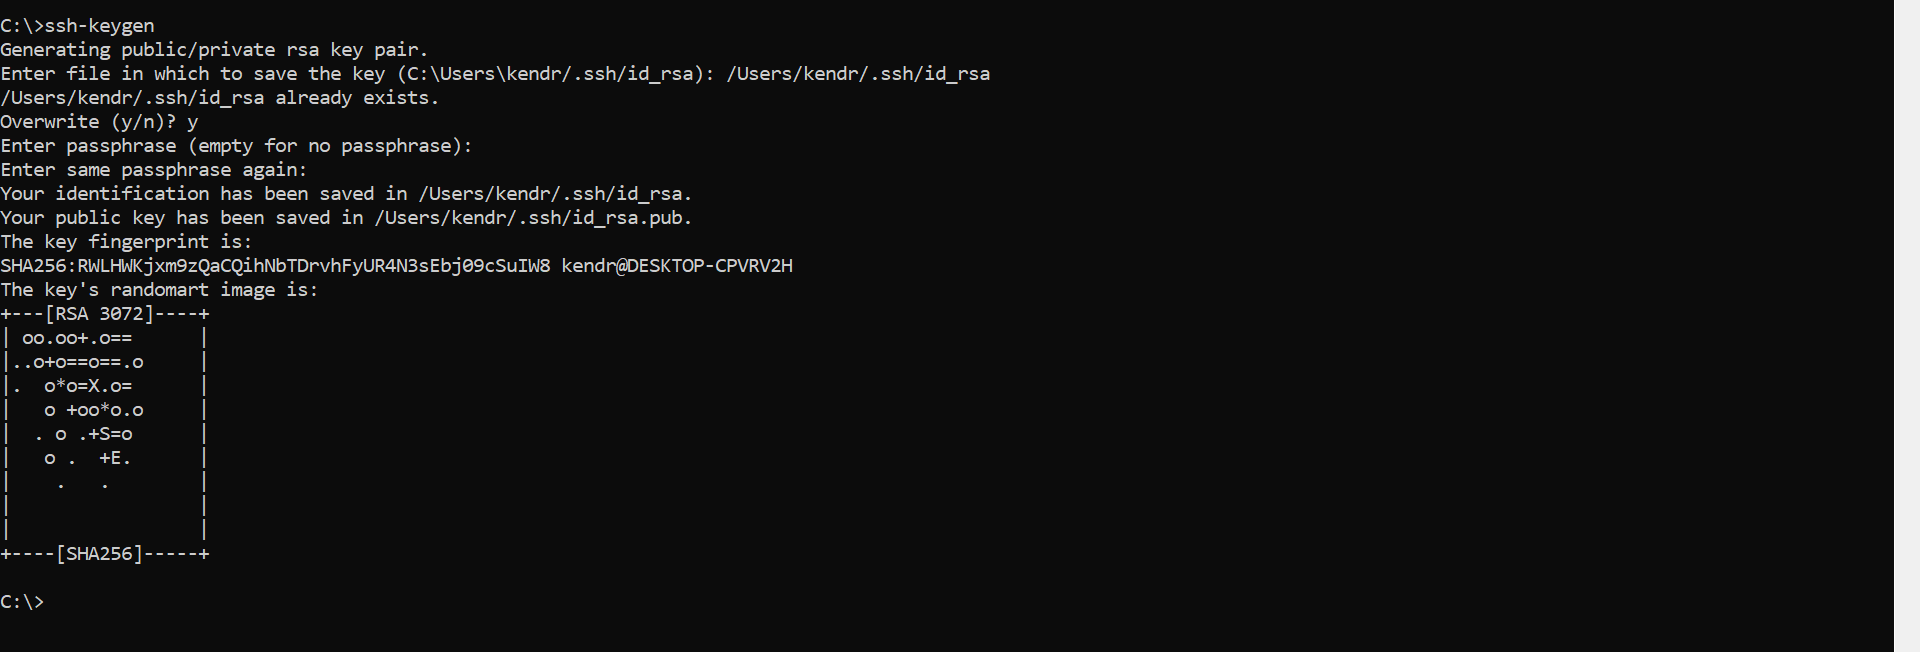 C:\>ssh-keygen
Generating public/private rsa key pair.
Enter file in which to save the key (C:\Users\kendr/.ssh/id_rsa): /Users/kendr/.ssh/id_rsa
/Users/kendr/.ssh/id_rsa already exists.
Overwrite (y/n)? y
Enter passphrase (empty for no passphrase):
Enter same passphrase again:
Your identification has been saved in /Users/kendr/.ssh/id_rsa.
Your public key has been saved in /Users/kendr/.ssh/id_rsa.pub.
The key fingerprint is:
SHA256:RWLHWKjxm9zQaCQihNbTDrvhFyUR4N3sEbj09cSuIW8 kendr@DESKTOP-CPVRV2H
The key's randomart image is:
+---[RSA 3072]----+
| oo.oo+.o==      |
|..o+o==o==.o     |
|.  o*o=X.o=      |
|   o +oo*o.o     |
|  . o .+S=o      |
|   o .  +E.      |
|    .   .        |
|                 |
|                 |
+----[SHA256]-----+
C:\>